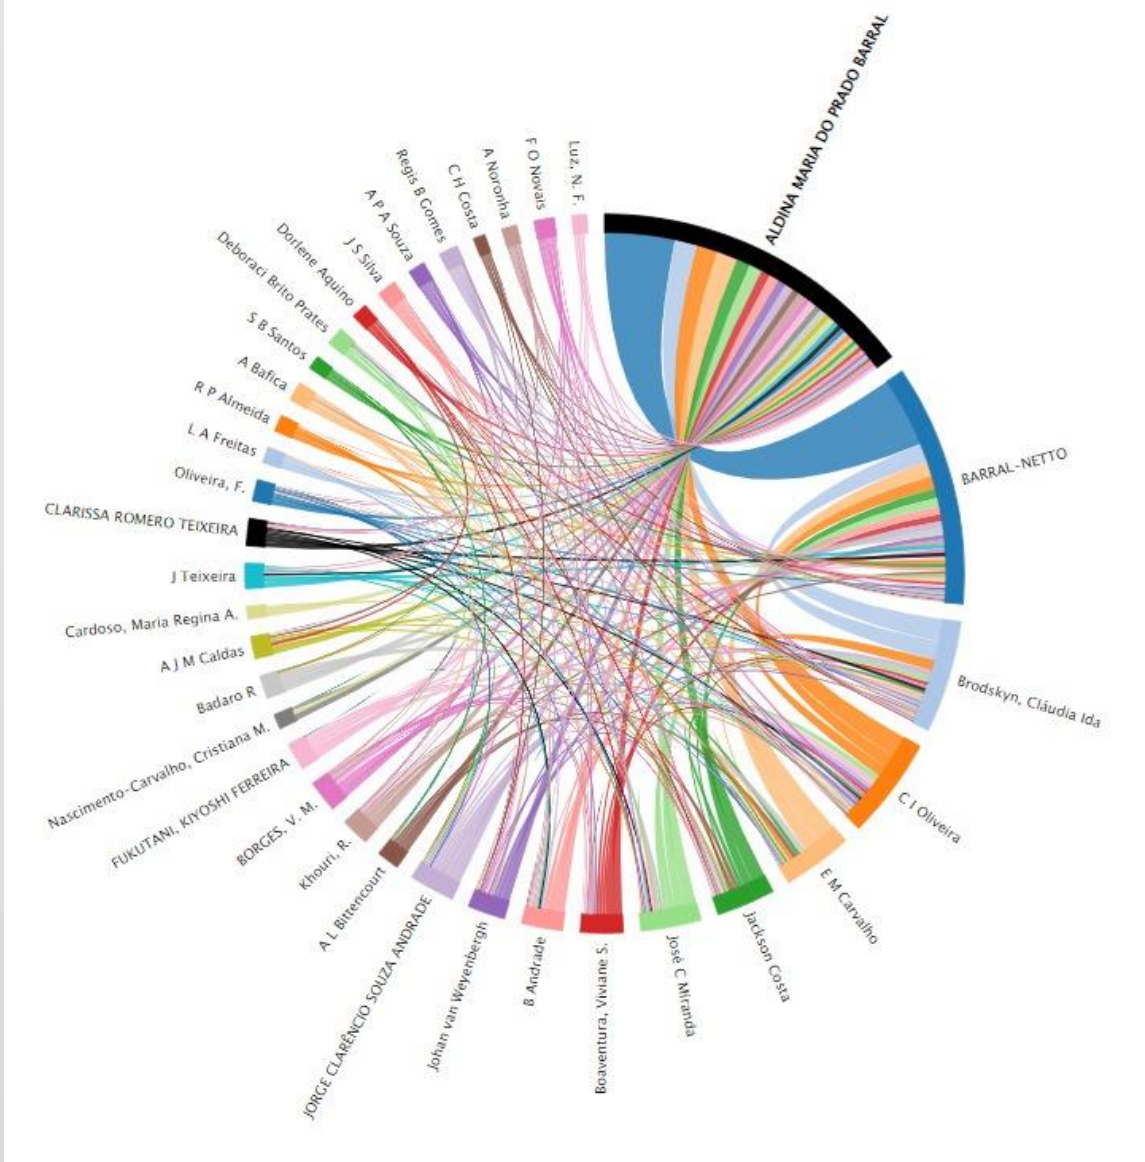 ALDINA MARIA DO PRADO BARRAL
BARRAL-NETTO
Brodskyn, Cláudia Ida
C I Oliveira
E M Carvalho
Jackson Costa
José C Miranda
Boaventura, Viviane S.
B Andrade
Johan van Weyenbergh
JORGE CLARÊNCIO SOUZA ANDRADE
A L Bittencourt
Khouri, R.
BORGES, V. M.
FUKUTANI, KIYOSHI FERREIRA
Nascimento-Carvalho, Cristiana M.
Badaro R
A J M Caldas
Cardoso, Maria Regina A.
J Teixeira
CLARISSA ROMERO TEIXEIRA
Oliveira, F.
L A Freitas
R P Almeida
A Bafica
S B Santos
Deboraci Brito Prates
Dorlene Aquino
J S Silva
A P A Souza
Regis B Gomes
C H Costa
A Noronha
F O Novais
Luz, N. F.